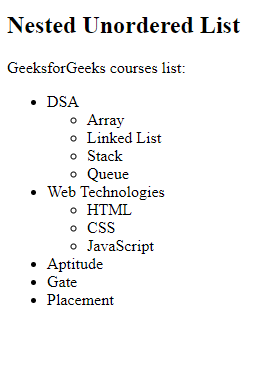 Nested Unordered List
GeeksforGeeks courses list:
DSA
Array
Linked List
Stack
Queue
Web Technologies
HTML
CSS
JavaScript
Aptitude
Gate
Placement